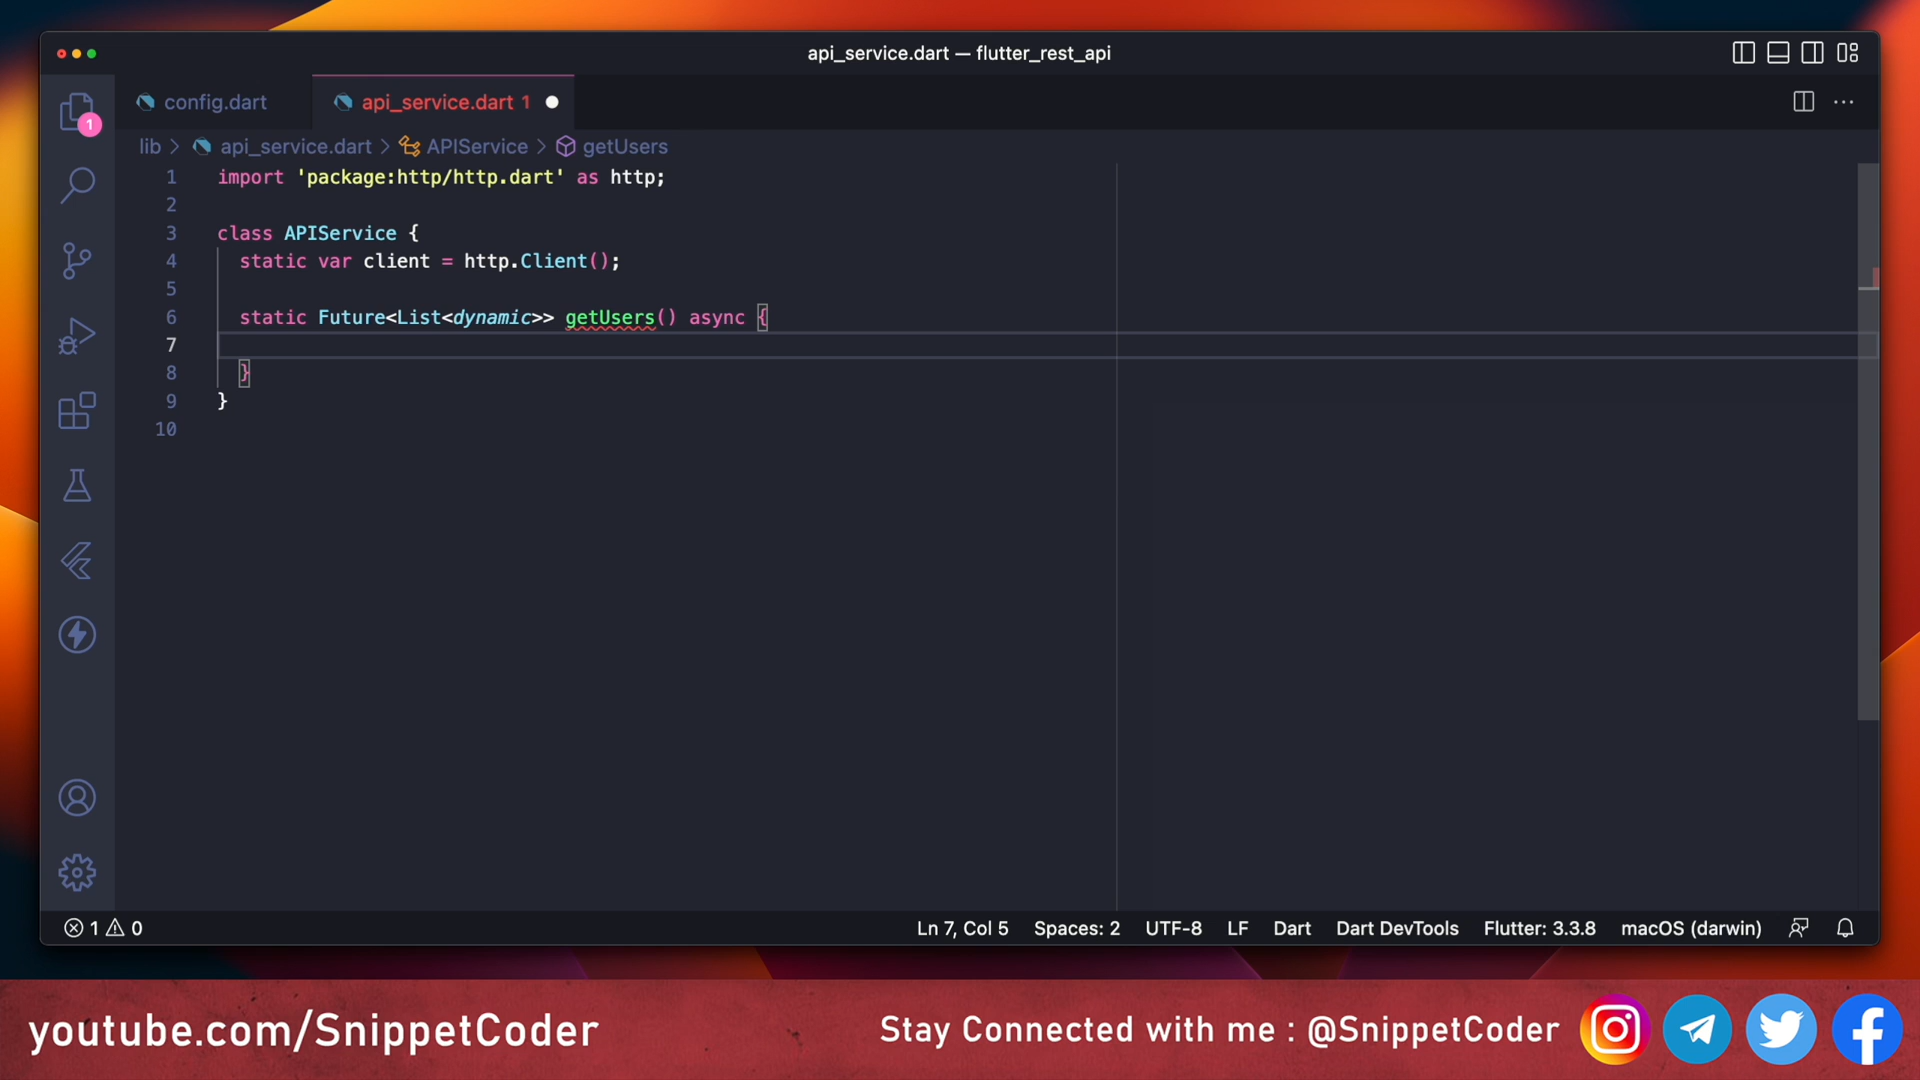 api_service.dart — flutter_rest_api
config.dart
api_service.dart 1
1
lib > api_service.dart > APIService > getUsers
1 import 'package:http/http.dart' as http;
2
3 class APIService {
4 static var client = http.Client();
5
6 static Future<List<dynamic>> getUsers() async {
7
8 }
9 }
10
1 0 Ln 7, Col 5 Spaces: 2 UTF-8 LF Dart Dart DevTools Flutter: 3.3.8 macOS (darwin)
youtube.com/SnippetCoder
Stay Connected with me : @SnippetCoder